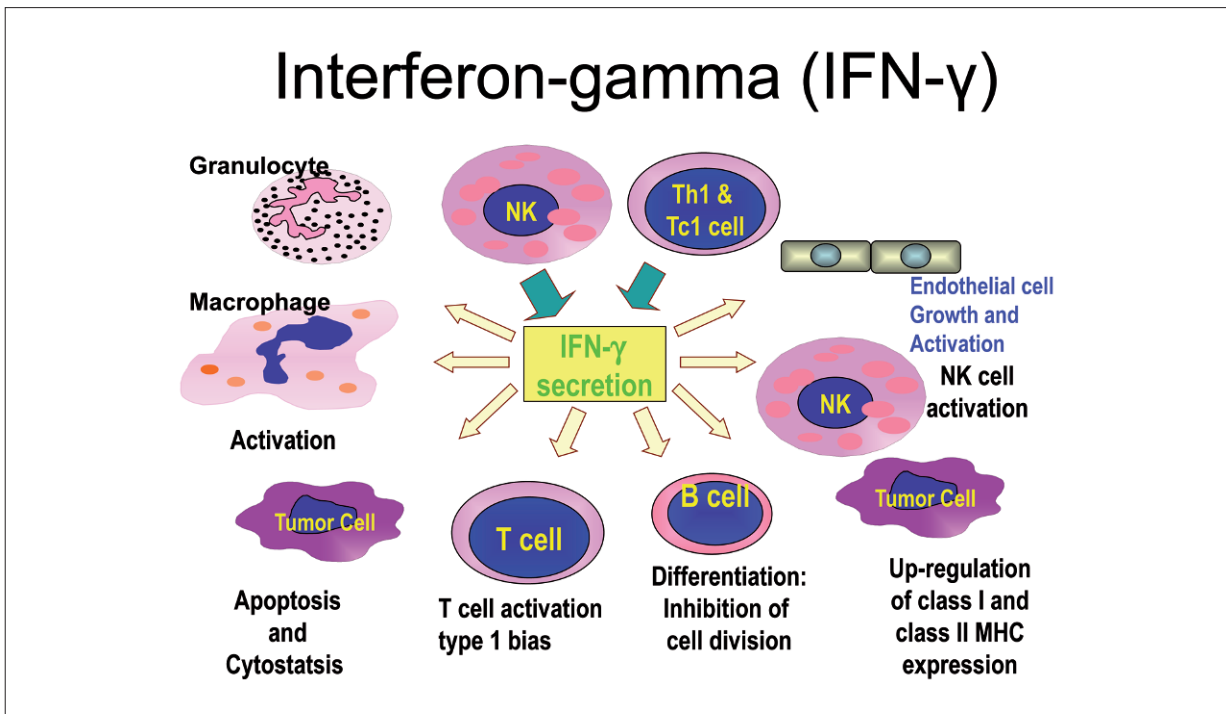 Interferon-gamma (IFN-γ)
Granulocyte
NK
Th1 &
Tc1 cell
Macrophage
Activation
IFN-γ
secretion
Endothelial cell
Growth and
Activation
NK
NK cell
activation
Tumor Cell
Apoptosis
and
Cytostatsis
T cell
T cell activation
type 1 bias
B cell
Differentiation:
Inhibition of
cell division
Tumor Cell
Up-regulation
of class I and
class II MHC
expression